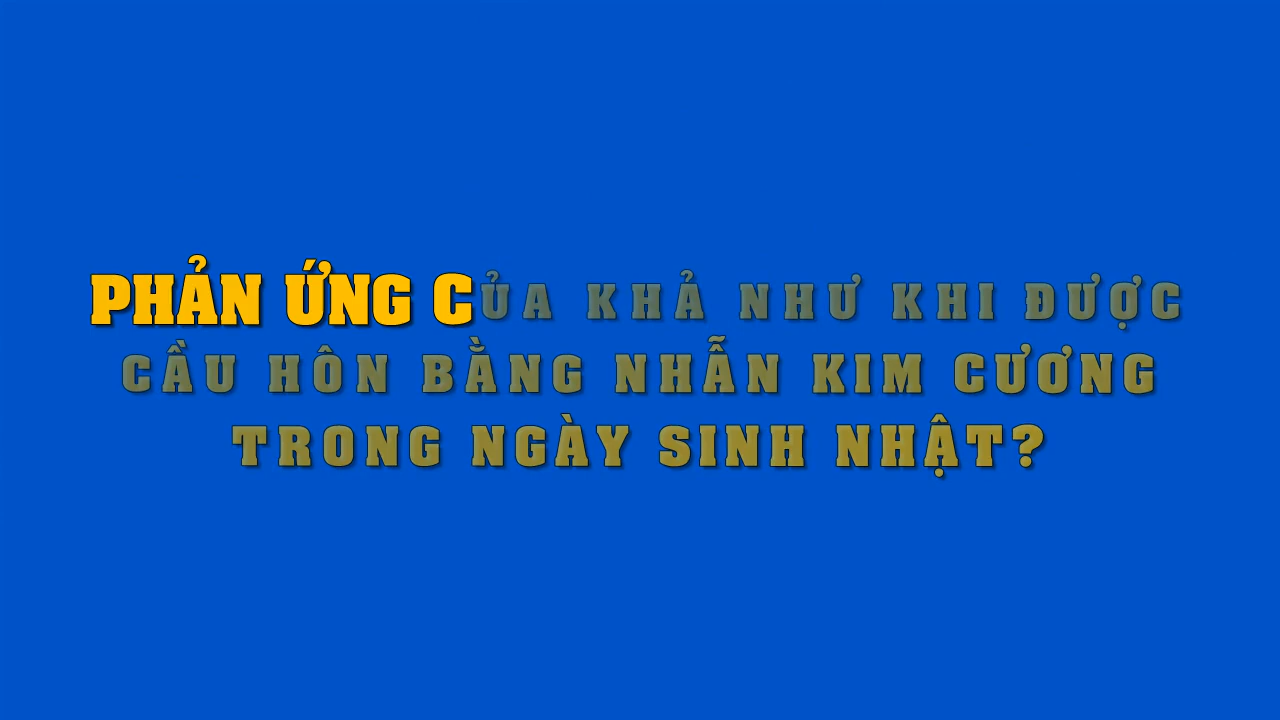 PHẢN ỨNG CỦA KHẢ NHƯ KHI ĐƯỢC
CẦU HÔN BẰNG NHẪN KIM CƯƠNG
TRONG NGÀY SINH NHẬT?